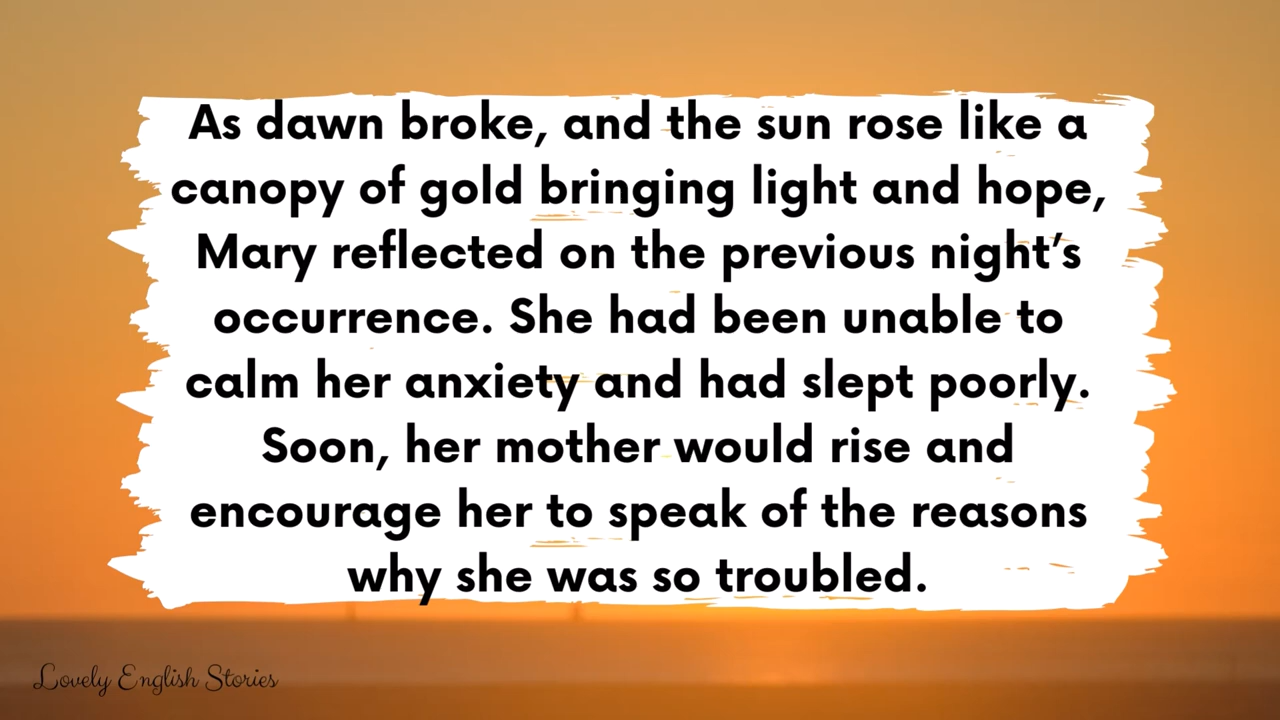 As dawn broke, and the sun rose like a
canopy of gold bringing light and hope,
Mary reflected on the previous night’s
occurrence. She had been unable to
calm her anxiety and had slept poorly.
Soon, her mother would rise and
encourage her to speak of the reasons
why she was so troubled.
Lovely English Stories